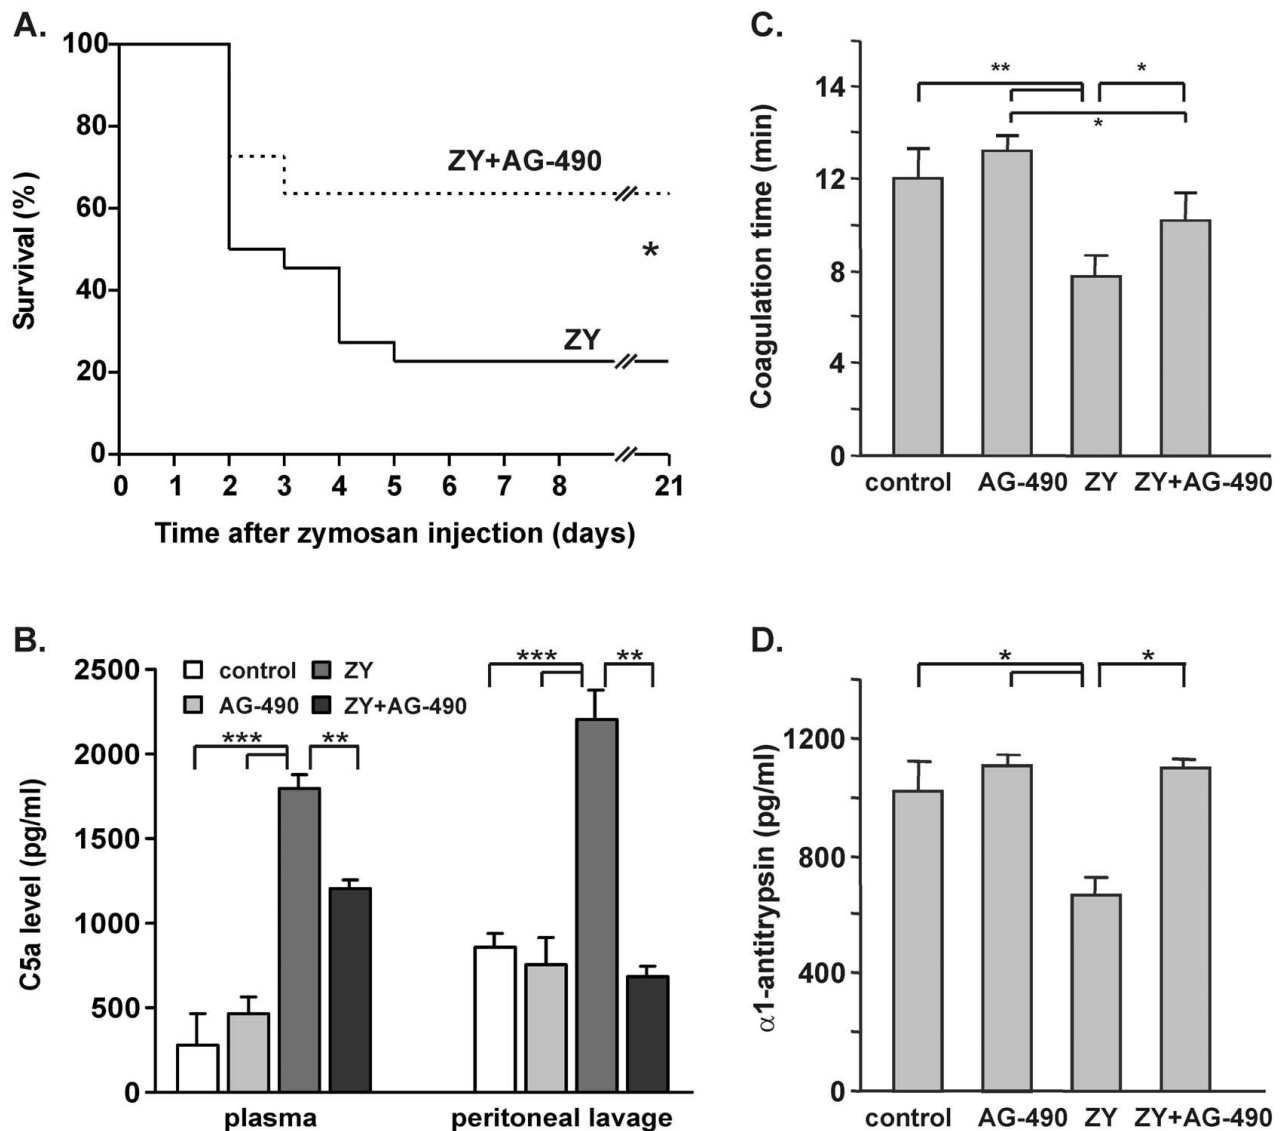 A.
100
80
60
40
20
0
Survival (%)
ZY+AG-490
*
ZY
0 1 2 3 4 5 6 7 8 21
Time after zymosan injection (days)
C.
14
12
8
4
0
Coagulation time (min)
** *
*
control AG-490 ZY ZY+AG-490
B.
2500
2000
1500
1000
500
0
C5a level (pg/ml)
control ZY
AG-490 ZY+AG-490
*** **
*** **
plasma peritoneal lavage
D.
1200
800
400
0
α1-antitrypsin (pg/ml)
* *
control AG-490 ZY ZY+AG-490